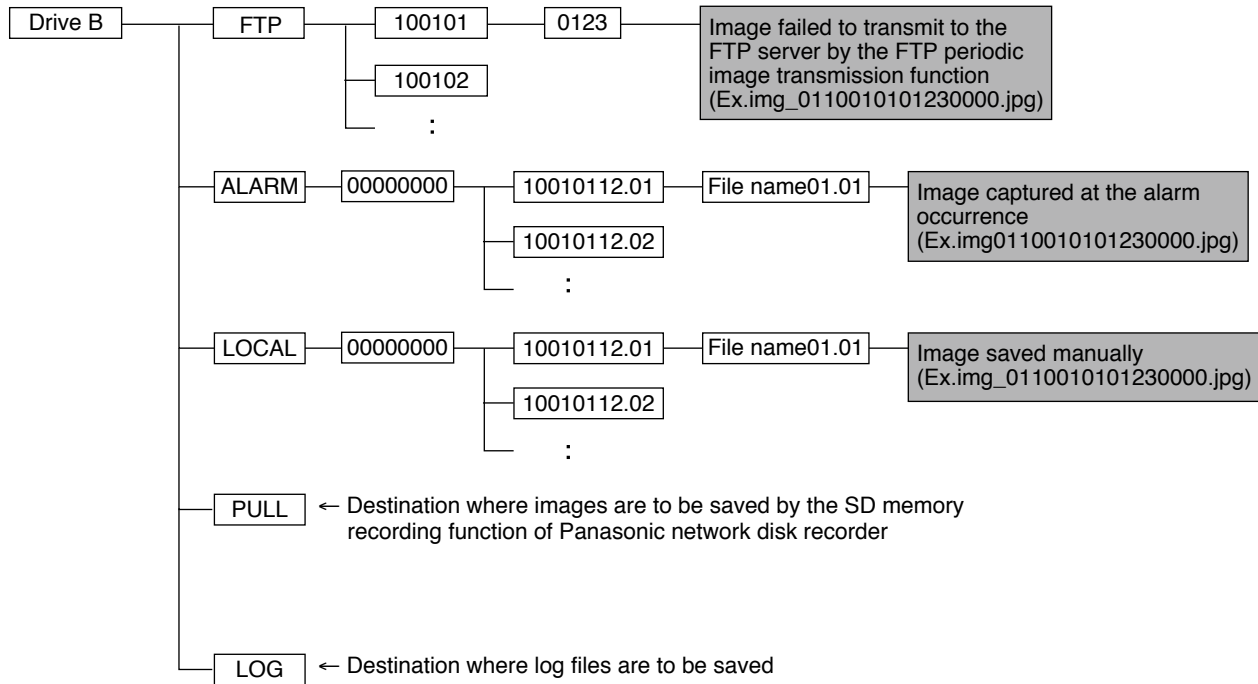 Drive B
FTP
100101
0123
Image failed to transmit to the
FTP server by the FTP periodic
image transmission function
(Ex.img_0110010101230000.jpg)
100102
:
ALARM
00000000
10010112.01
File name01.01
Image captured at the alarm
occurrence
(Ex.img0110010101230000.jpg)
10010112.02
:
LOCAL
00000000
10010112.01
File name01.01
Image saved manually
(Ex.img_0110010101230000.jpg)
10010112.02
:
PULL
← Destination where images are to be saved by the SD memory
recording function of Panasonic network disk recorder
LOG
← Destination where log files are to be saved